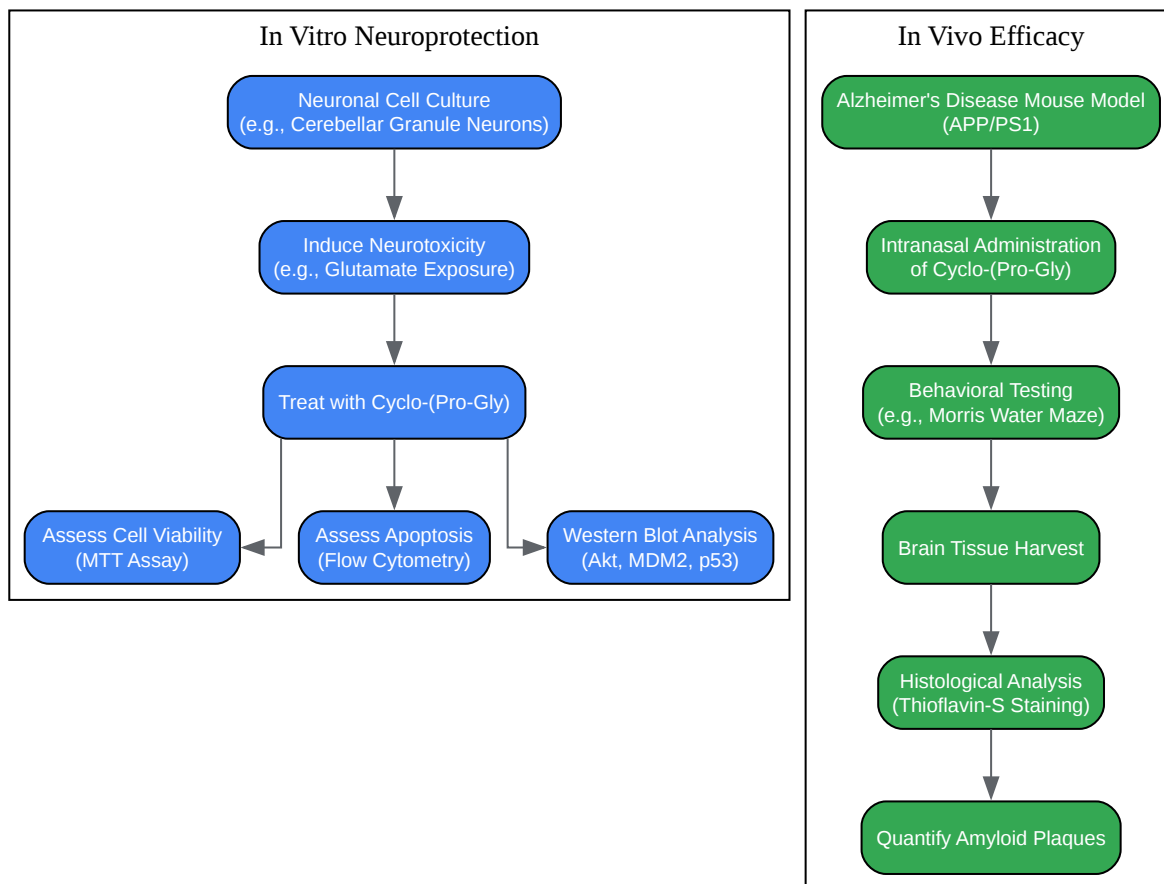 In Vitro Neuroprotection
Neuronal Cell Culture
(e.g., Cerebellar Granule Neurons)
Induce Neurotoxicity
(e.g., Glutamate Exposure)
Treat with Cyclo-(Pro-Gly)
Assess Cell Viability
(MTT Assay)
Assess Apoptosis
(Flow Cytometry)
Western Blot Analysis
(Akt, MDM2, p53)
In Vivo Efficacy
Alzheimer's Disease Mouse Model
(APP/PS1)
Intranasal Administration
of Cyclo-(Pro-Gly)
Behavioral Testing
(e.g., Morris Water Maze)
Brain Tissue Harvest
Histological Analysis
(Thioflavin-S Staining)
Quantify Amyloid Plaques